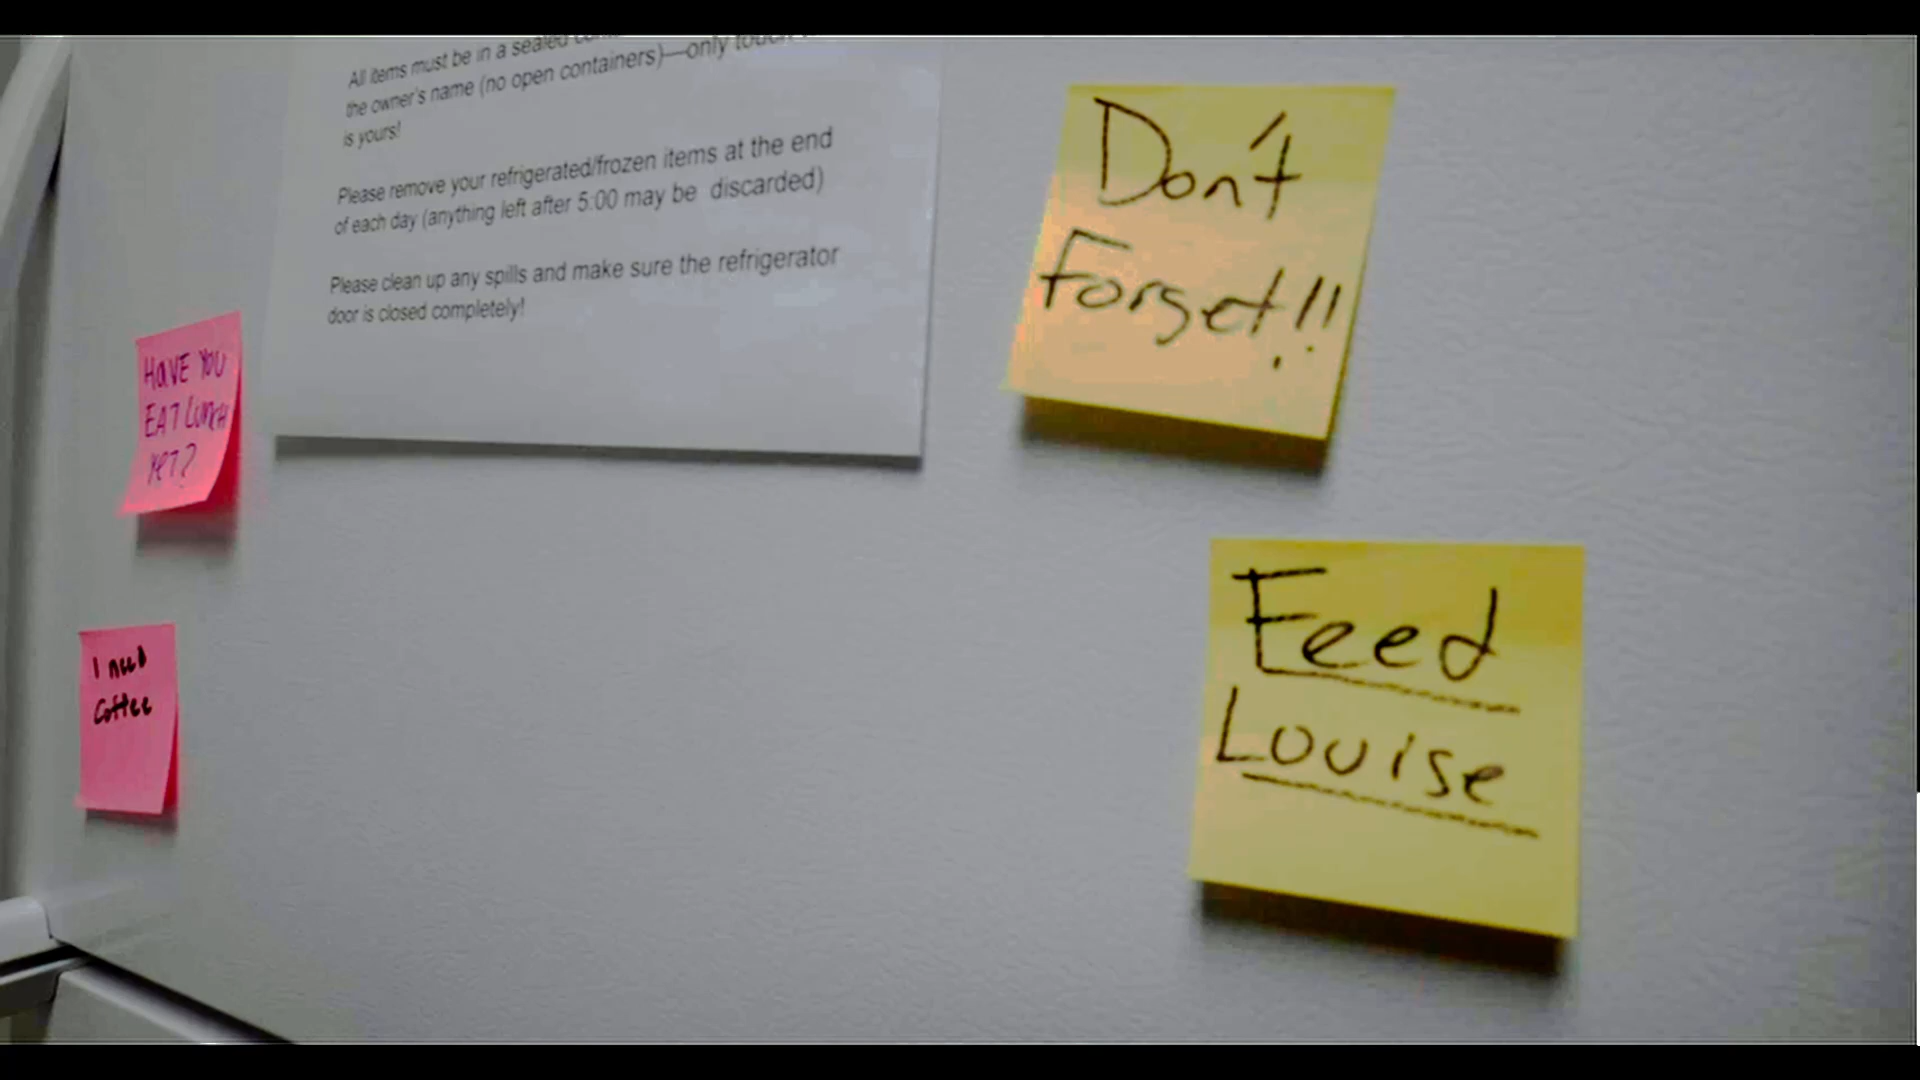 All items must be in a sealed
the owner's name (no open containers)—only touch
is yours!
Please remove your refrigerated/frozen items at the end
of each day (anything left after 5:00 may be discarded)
Please clean up any spills and make sure the refrigerator
door is closed completely!
HAVE YOU
EAT LUNCH
YET?
I need
Coffee
Don't
Forget!!
Feed
Louise